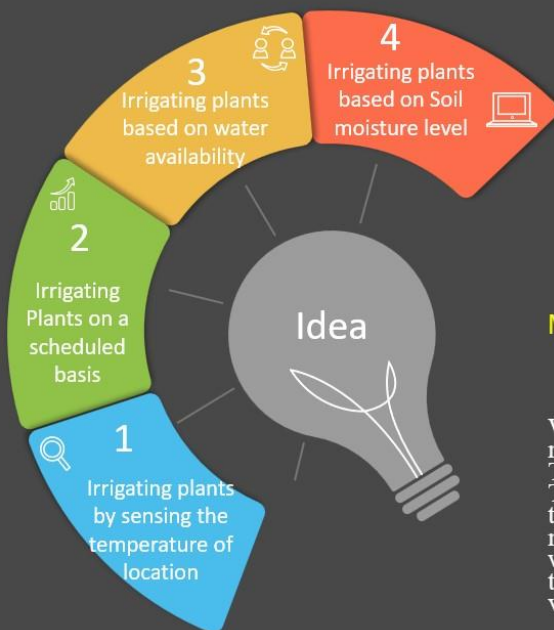 1
Irrigating plants
by sensing the
temperature of
location
2
Irrigating
Plants on a
scheduled
basis
3
Irrigating plants
based on water
availability
4
Irrigating plants
based on Soil
moisture level
Idea